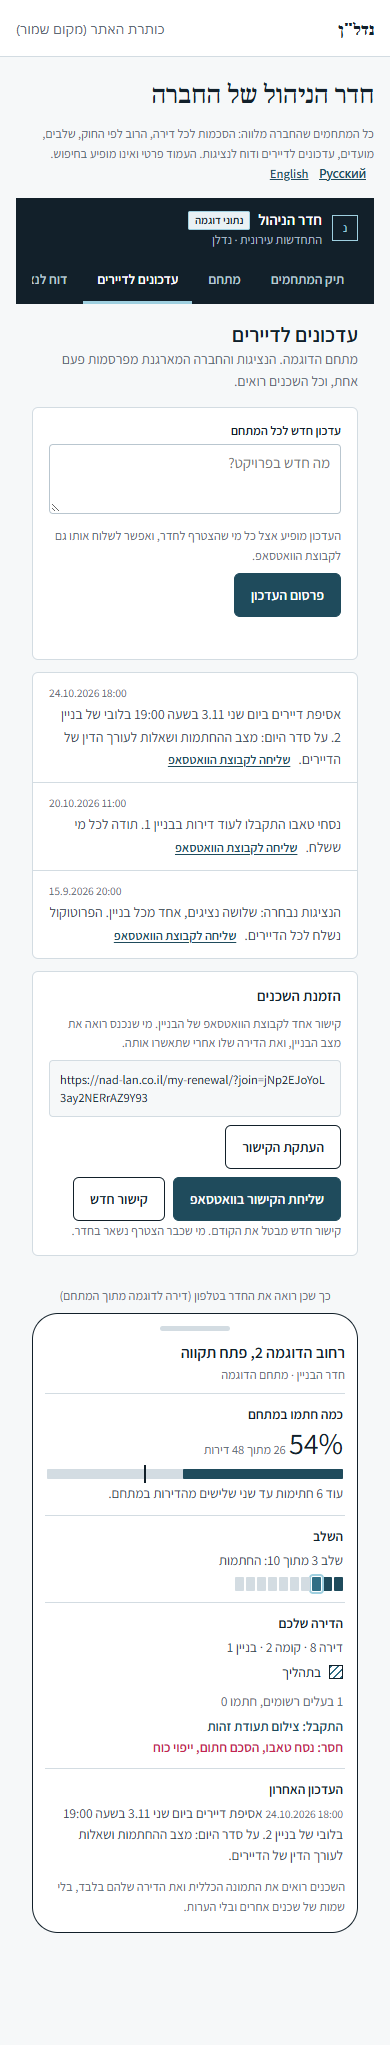 נדל"ן
כותרת האתר (מקום שמור)
חדר הניהול של החברה
כל המתחמים שהחברה מלווה: הסכמות לכל דירה, הרוב לפי החוק, שלבים,
מועדים, עדכונים לדיירים ודוח לנציגות. העמוד פרטי ואינו מופיע בחיפוש.
Русский English
נ
חדר הניהול נתוני דוגמה
התחדשות עירונית · נדלן
תיק המתחמים מתחם עדכונים לדיירים דוח לנצ
עדכונים לדיירים
מתחם הדוגמה. הנציגות והחברה המארגנת מפרסמות פעם
אחת, וכל השכנים רואים.
עדכון חדש לכל המתחם
מה חדש בפרויקט?
העדכון מופיע אצל כל מי שהצטרף לחדר, ואפשר לשלוח אותו גם
לקבוצת הוואטסאפ.
פרסום העדכון
24.10.2026 18:00
אסיפת דיירים ביום שני 3.11 בשעה 19:00 בלובי של בניין
2. על סדר היום: מצב ההחתמות ושאלות לעורך הדין של
הדיירים. שליחה לקבוצת הוואטסאפ
20.10.2026 11:00
נסחי טאבו התקבלו לעוד דירות בבניין 1. תודה לכל מי
ששלח. שליחה לקבוצת הוואטסאפ
15.9.2026 20:00
הנציגות נבחרה: שלושה נציגים, אחד מכל בניין. הפרוטוקול
נשלח לכל הדיירים. שליחה לקבוצת הוואטסאפ
הזמנת השכנים
קישור אחד לקבוצת הוואטסאפ של הבניין. מי שנכנס רואה את
מצב הבניין, ואת הדירה שלו אחרי שתאשרו אותה.
https://nad-lan.co.il/my-renewal/?join=jNp2EJoYoL
3ay2NERrAZ9Y93
העתקת הקישור
שליחת הקישור בוואטסאפ קישור חדש
קישור חדש מבטל את הקודם. מי שכבר הצטרף נשאר בחדר.
כך שכן רואה את החדר בטלפון (דירה לדוגמה מתוך המתחם)
רחוב הדוגמה 2, פתח תקווה
חדר הבניין · מתחם הדוגמה
כמה חתמו במתחם
54% 26 מתוך 48 דירות
עוד 6 חתימות עד שני שלישים מהדירות במתחם.
השלב
שלב 3 מתוך 10: החתמות
הדירה שלכם
דירה 8 · קומה 2 · בניין 1
בתהליך
1 בעלים רשומים, חתמו 0
התקבל: צילום תעודת זהות
חסר: נסח טאבו, הסכם חתום, ייפוי כוח
העדכון האחרון
24.10.2026 18:00 אסיפת דיירים ביום שני 3.11 בשעה 19:00
בלובי של בניין 2. על סדר היום: מצב ההחתמות ושאלות
לעורך הדין של הדיירים.
השכנים רואים את התמונה הכללית ואת הדירה שלהם בלבד, בלי
שמות של שכנים אחרים ובלי הערות.